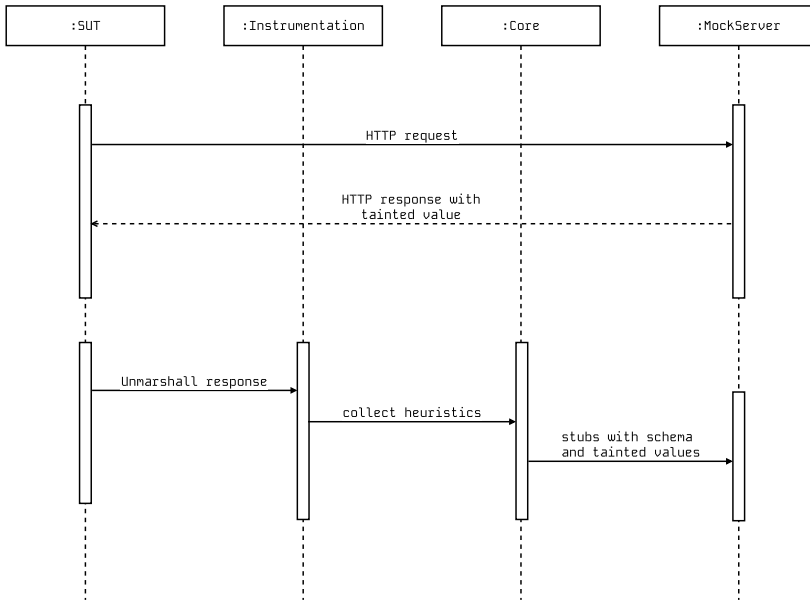 :SUT
:Instrumentation
:Core
:MockServer
HTTP request
HTTP response with
tainted value
Unmarshall response
collect heuristics
stubs with schema
and tainted values